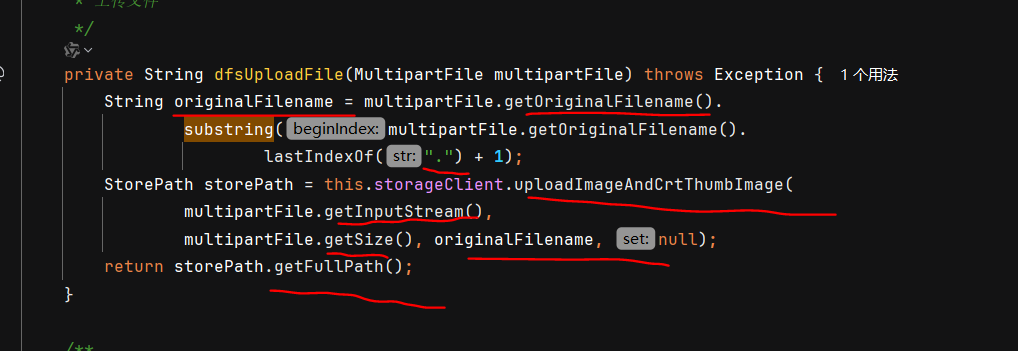 * 上传文件
*/
private String dfsUploadFile(MultipartFile multipartFile) throws Exception { 1 个用法
String originalFilename = multipartFile.getOriginalFilename().
substring( beginIndex: multipartFile.getOriginalFilename().
lastIndexOf( str: ".") + 1);
StorePath storePath = this.storageClient.uploadImageAndCrtThumbImage(
multipartFile.getInputStream(),
multipartFile.getSize(), originalFilename, set: null);
return storePath.getFullPath();
}
/**